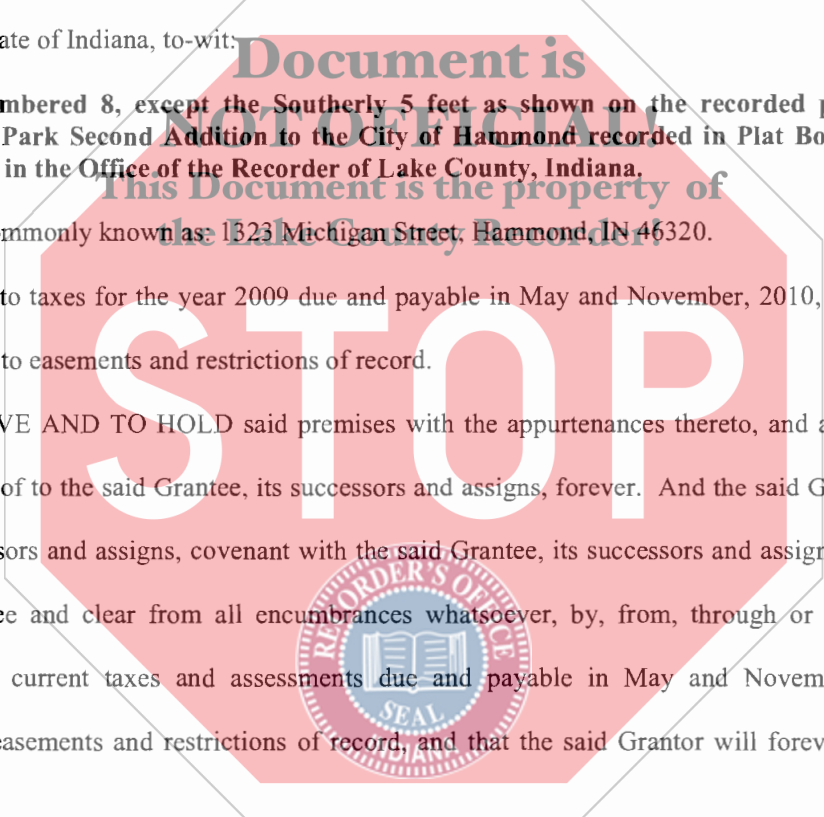 ate of Indiana, to-wit:
Document is
mbered 8, except the Southerly 5 feet as shown on the recorded p
NOT OFFICIAL!
Park Second Addition to the City of Hammond recorded in Plat Bo
in the Office of the Recorder of Lake County, Indiana.
This Document is the property of
the Lake County Recorder!
mmonly known as: 1323 Michigan Street, Hammond, IN 46320.
to taxes for the year 2009 due and payable in May and November, 2010,
to easements and restrictions of record.
STOP
VE AND TO HOLD said premises with the appurtenances thereto, and a
of to the said Grantee, its successors and assigns, forever. And the said G
sors and assigns, covenant with the said Grantee, its successors and assign
ee and clear from all encumbrances whatsoever, by, from, through or
current taxes and assessments due and payable in May and Novem
easements and restrictions of record, and that the said Grantor will forev
RECORDER'S OFFICE
SEAL
INDIANA